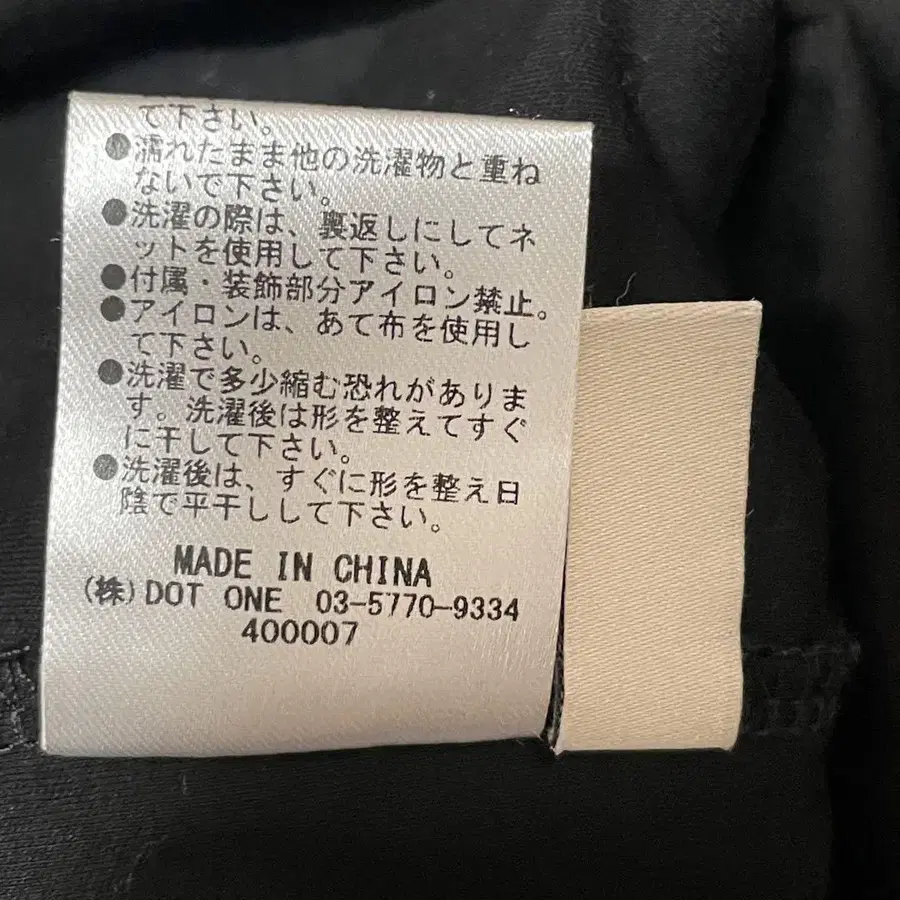 て下さい。
●濡れたまま他の洗濯物と重ね
ないで下さい。
●洗濯の際は、裏返しにしてネ
ットを使用して下さい。
●付属・装飾部分アイロン禁止。
●アイロンは、あて布を使用し
て下さい。
●洗濯で多少縮む恐れがありま
す。洗濯後は形を整えてすぐ
に干して下さい。
●洗濯後は、すぐに形を整え日
陰で平干しして下さい。
MADE IN CHINA
(株)DOT ONE 03-5770-9334
400007